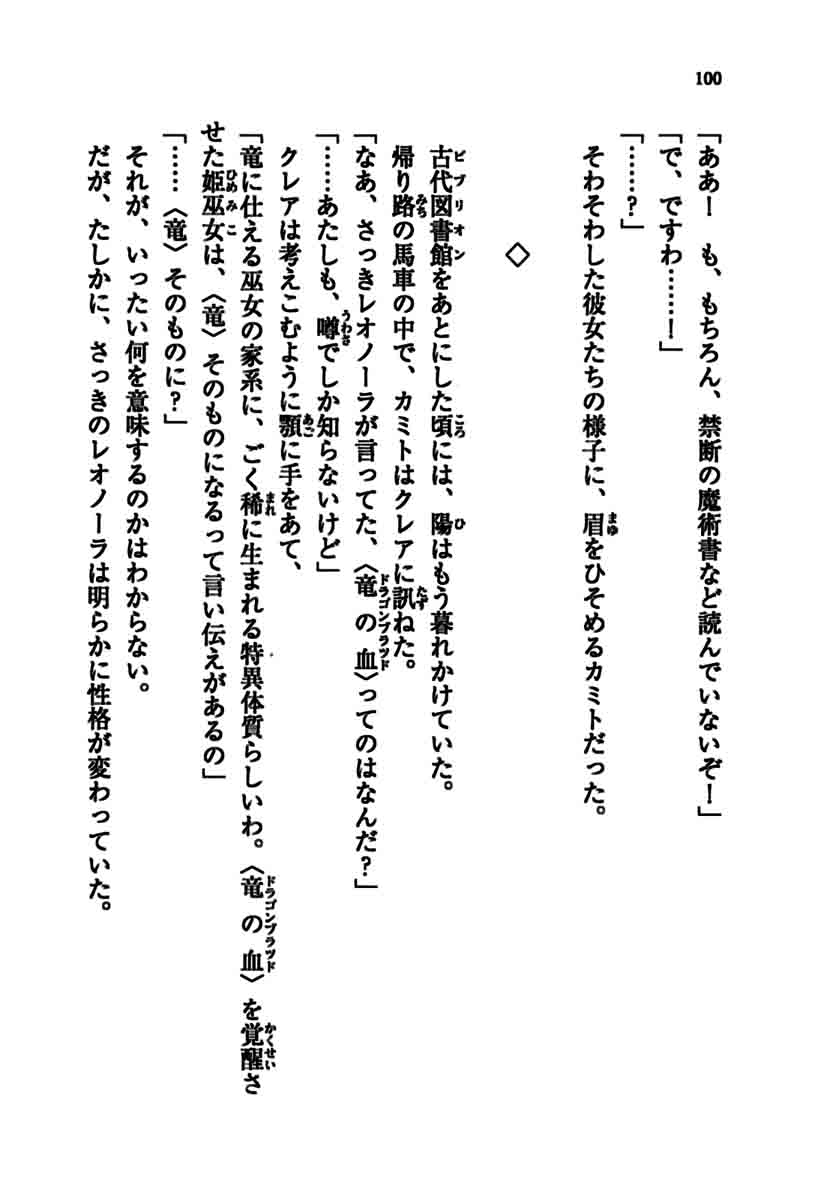 100
「ああ！　も、もちろん、禁断の魔術書など読んでいないぞ！」
「で、ですわ……！」
「……？」
そわそわした彼女たちの様子に、眉をひそめるカミトだった。
◇
古代図書館をあとにした頃には、陽はもう暮れかけていた。
帰り路の馬車の中で、カミトはクレアに訊ねた。
「なあ、さっきレオノーラが言ってた、〈竜の血〉ってのはなんだ？」
「……あたしも、噂でしか知らないけど」
クレアは考えこむように顎に手をあて、
「竜に仕える巫女の家系に、ごく稀に生まれる特異体質らしいわ。〈竜の血〉を覚醒さ
せた姫巫女は、〈竜〉そのものになるって言い伝えがあるの」
「……〈竜〉そのものに？」
それが、いったい何を意味するのかはわからない。
だが、たしかに、さっきのレオノーラは明らかに性格が変わっていた。